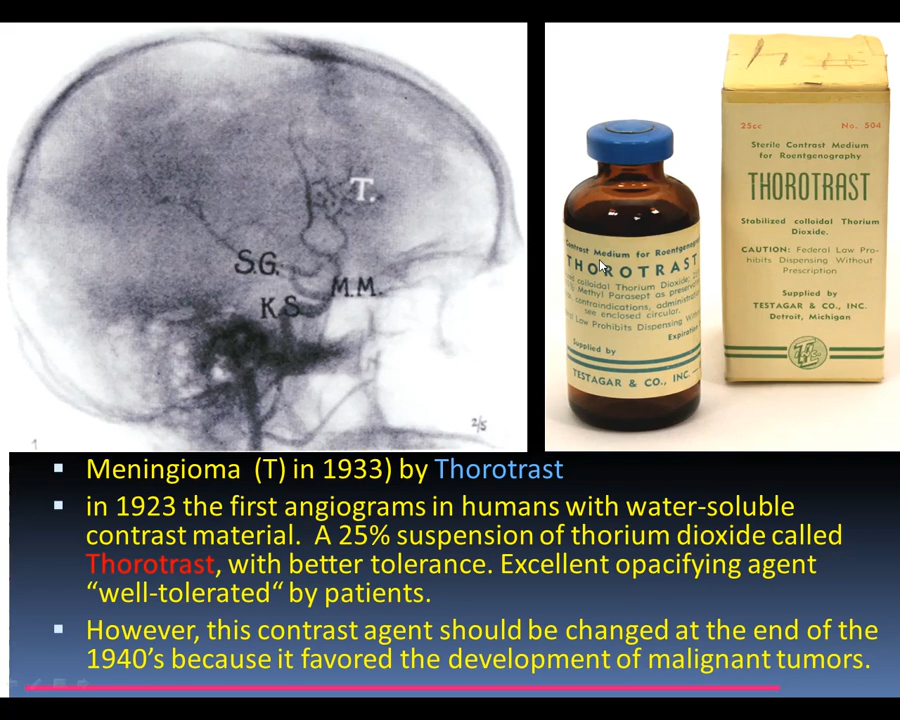 T.
S.G.
M.M.
K S
2/5
1
Contrast Medium for Roentgenog
THOROTRAST
colloidal Thorium Dioxide;
Methyl Parasept as preserva
contraindications, administra
see enclosed circular.
Law Prohibits Dispensing With
Expiration
Supplied by
TESTAGAR & CO., INC.
25cc No. 504
Sterile Contrast Medium
for Roentgenography
THOROTRAST
Stabilized colloidal Thorium
Dioxide.
CAUTION: Federal Law Pro-
hibits Dispensing Without
Prescription
Supplied by
TESTAGAR & CO., INC.
Detroit, Michigan
▪ Meningioma (T) in 1933) by Thorotrast
▪ in 1923 the first angiograms in humans with water-soluble
contrast material. A 25% suspension of thorium dioxide called
Thorotrast, with better tolerance. Excellent opacifying agent
“well-tolerated“ by patients.
▪ However, this contrast agent should be changed at the end of the
1940’s because it favored the development of malignant tumors.